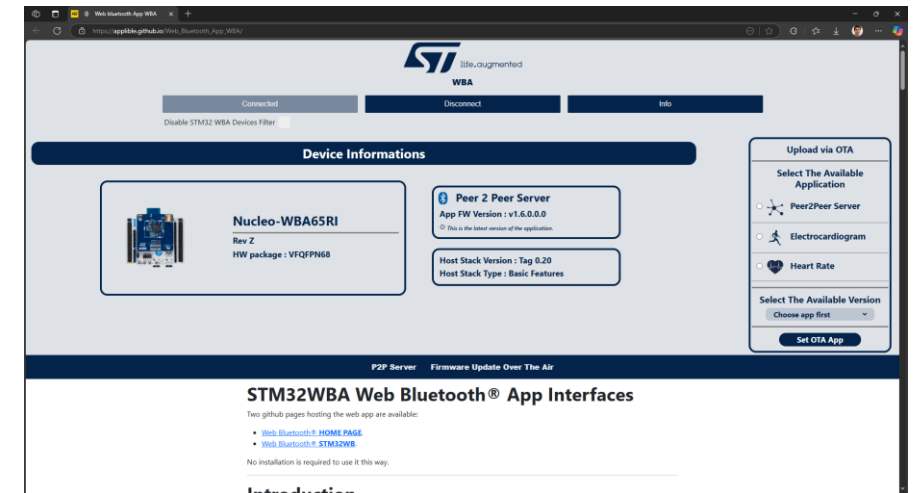 Web bluetooth App WBA
https://applible.github.io/Web_Bluetooth_App_WBA/
ST
life.augmented
WBA
Connected
Disconnect
Info
Disable STM32 WBA Devices Filter
Device Informations
Nucleo-WBA65RI
Rev Z
HW package : VFQFPN68
Peer 2 Peer Server
App FW Version : v1.6.0.0.0
This is the latest version of the application.
Host Stack Version : Tag 0.20
Host Stack Type : Basic Features
Upload via OTA
Select The Available
Application
Peer2Peer Server
Electrocardiogram
Heart Rate
Select The Available Version
Choose app first
Set OTA App
P2P Server
Firmware Update Over The Air
STM32WBA Web Bluetooth® App Interfaces
Two github pages hosting the web app are available:
Web Bluetooth® HOME PAGE.
Web Bluetooth® STM32WB.
No installation is required to use it this way.
Introduction